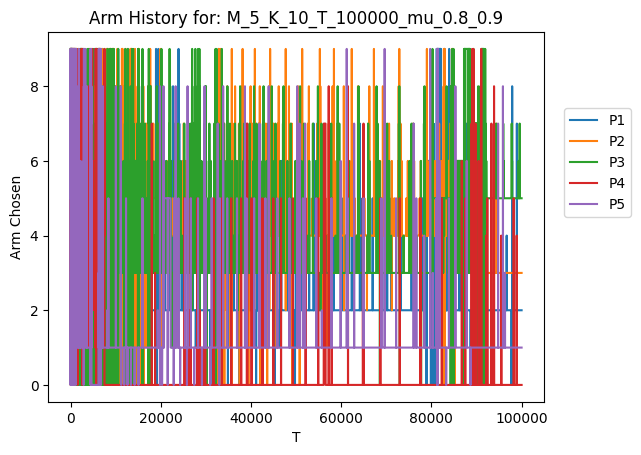 Arm History for: M_5_K_10_T_100000_mu_0.8_0.9
8
6
4
2
0
Arm Chosen
0
20000
40000
60000
80000
100000
T
P1
P2
P3
P4
P5